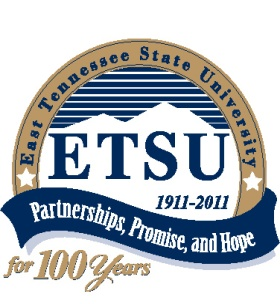 East Tennessee State University
ETSU
1911-2011
Partnerships, Promise, and Hope
for 100 Years